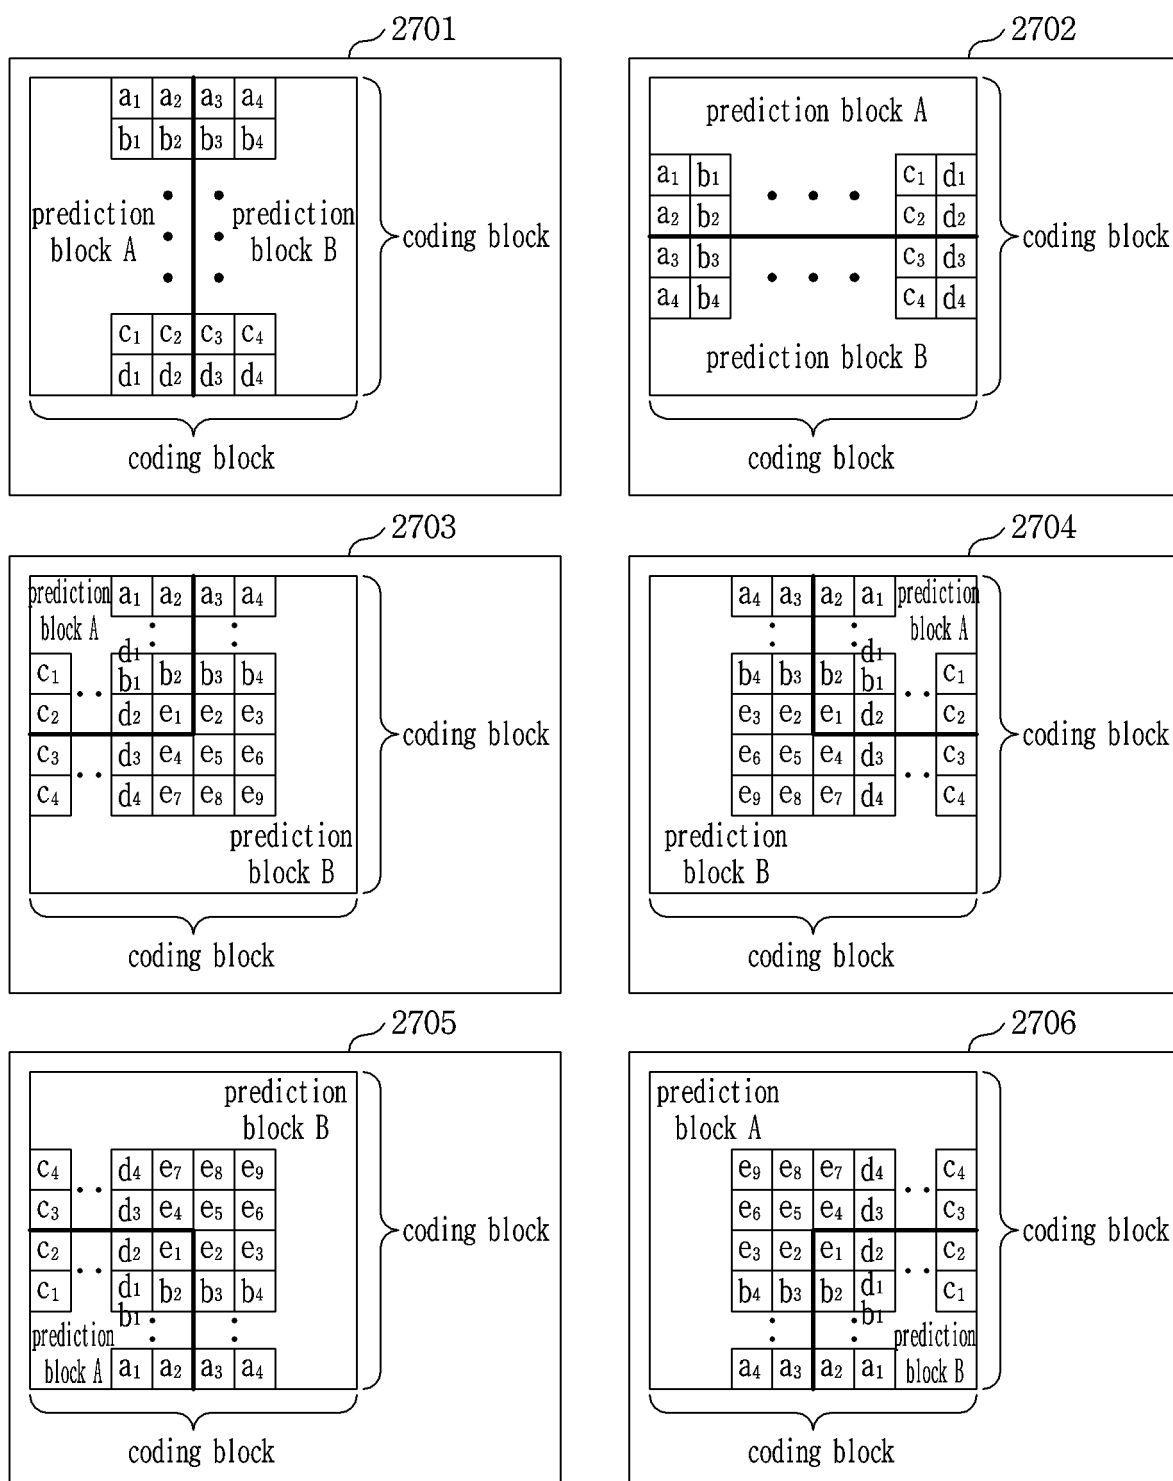 2701
a1 a2 a3 a4
b1 b2 b3 b4
prediction block A
prediction block B
c1 c2 c3 c4
d1 d2 d3 d4
coding block
coding block
2702
prediction block A
a1 b1 c1 d1
a2 b2 c2 d2
a3 b3 c3 d3
a4 b4 c4 d4
prediction block B
coding block
coding block
2703
prediction block A
a1 a2 a3 a4
d1
c1 b1 b2 b3 b4
c2 d2 e1 e2 e3
c3 d3 e4 e5 e6
c4 d4 e7 e8 e9
prediction
block B
coding block
coding block
2704
a4 a3 a2 a1
prediction block A
d1
b4 b3 b2 b1 c1
e3 e2 e1 d2 c2
e6 e5 e4 d3 c3
e9 e8 e7 d4 c4
prediction
block B
coding block
coding block
2705
prediction
block B
c4 d4 e7 e8 e9
c3 d3 e4 e5 e6
c2 d2 e1 e2 e3
c1 d1 b2 b3 b4
b1
prediction block A
a1 a2 a3 a4
coding block
coding block
2706
prediction
block A
e9 e8 e7 d4 c4
e6 e5 e4 d3 c3
e3 e2 e1 d2 c2
b4 b3 b2 d1 c1
b1
a4 a3 a2 a1
prediction block B
coding block
coding block